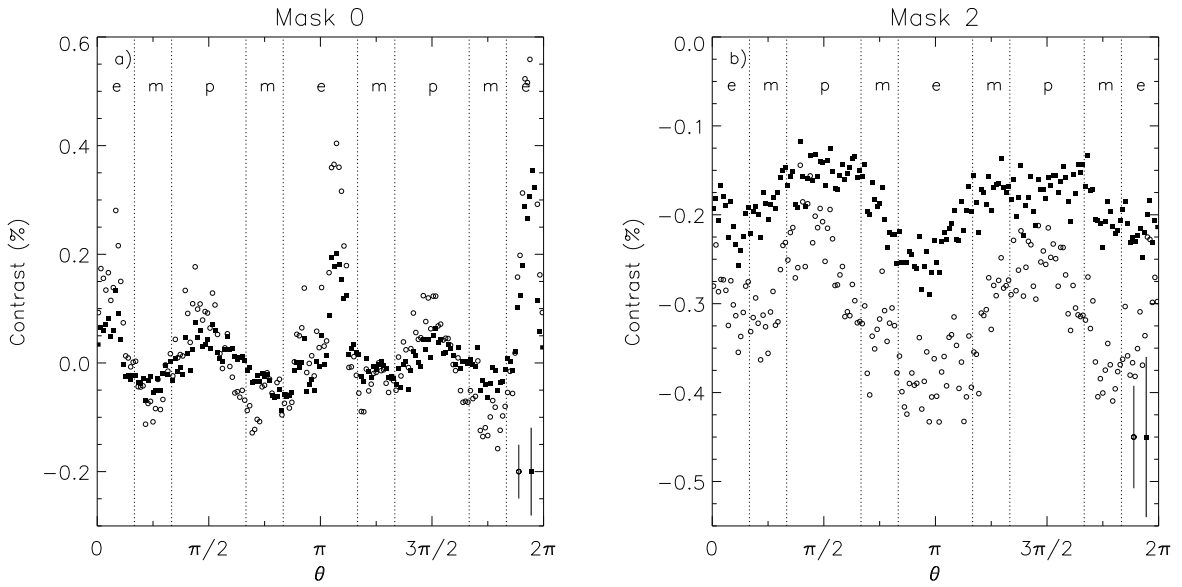 Mask 0
a)
e m p m e m p m e
0.6
0.4
0.2
0.0
−0.2
Contrast (%)
0 π/2 π 3π/2 2π
θ
Mask 2
b)
e m p m e m p m e
0.0
−0.1
−0.2
−0.3
−0.4
−0.5
Contrast (%)
0 π/2 π 3π/2 2π
θ